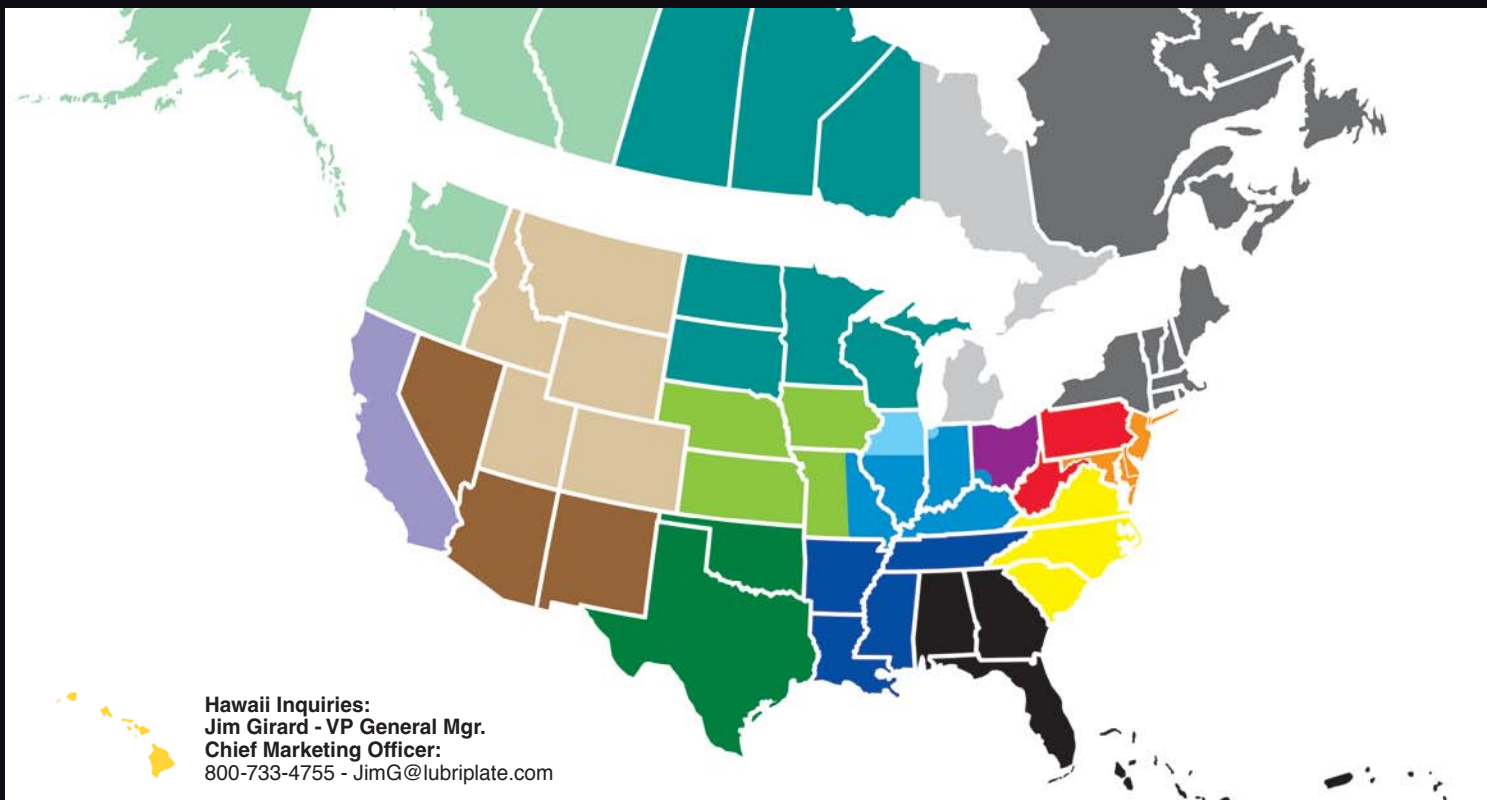 Hawaii Inquiries:
Jim Girard - VP General Mgr.
Chief Marketing Officer:
800-733-4755 - JimG@lubriplate.com